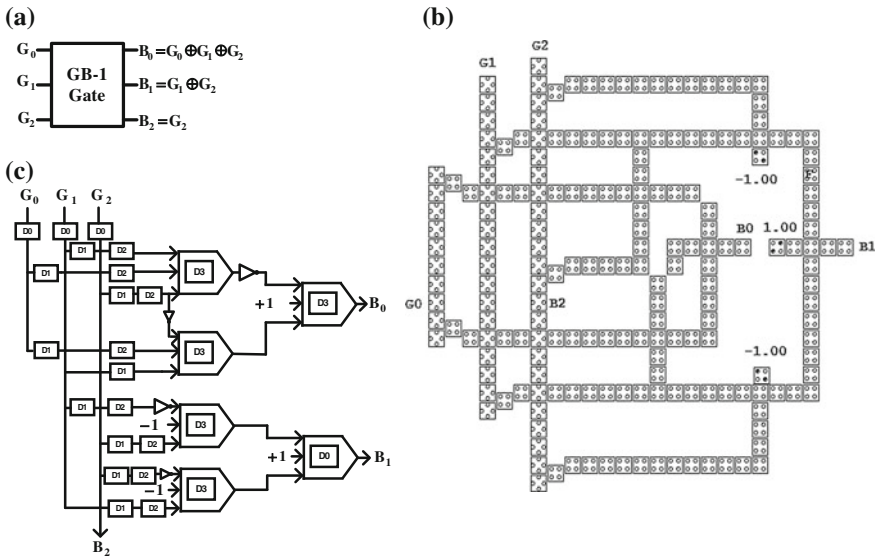 (a)
G₀
G₁
G₂
GB-1
Gate
B₀=G₀⊕G₁⊕G₂
B₁=G₁⊕G₂
B₂=G₂
(b)
G2
G1
-1.00
F
B0 1.00
B1
G0
B2
-1.00
(c)
G₀ G₁ G₂
D0 D0 D0
D1 D2
D3
D1 D2
D1 D2
+1 D3 B₀
D1 D2
D3
D1 D2
D1 D2
D3
−1
D1 D2
+1 D0 B₁
D1 D2
D3
−1
D1 D2
B₂